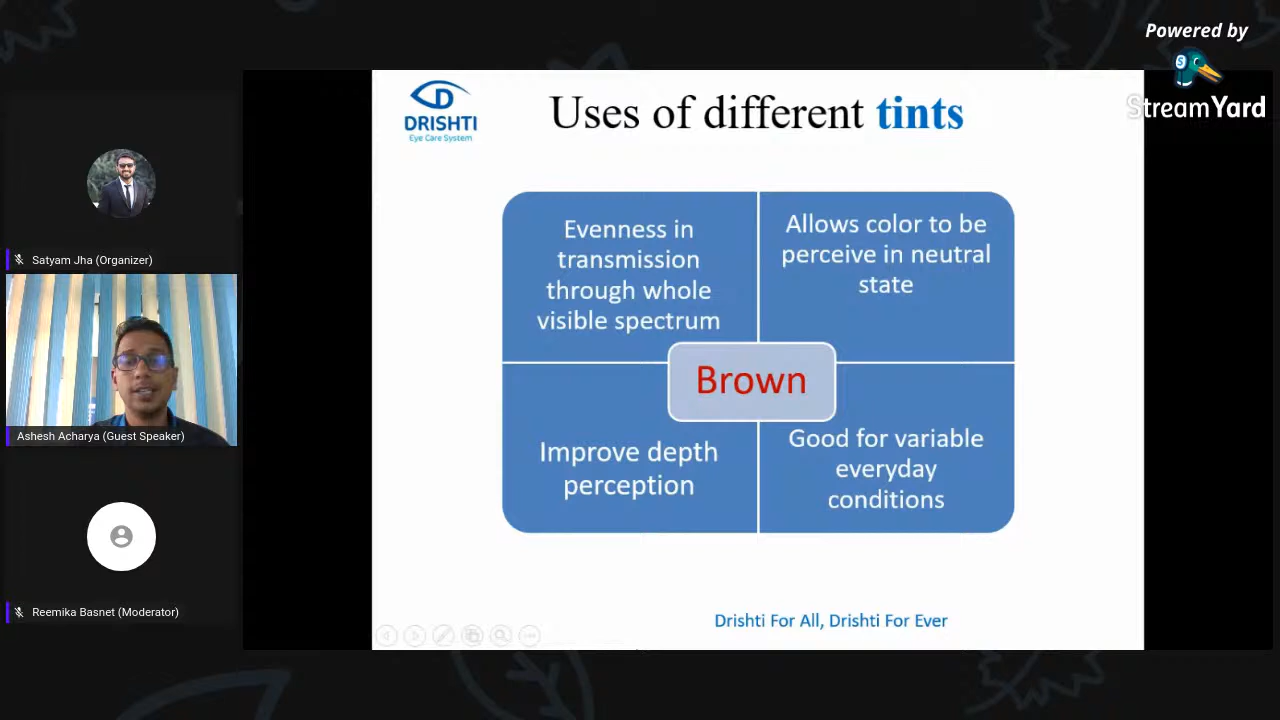 Powered by
StreamYard
DRISHTI
Eye Care System
Uses of different tints
Evenness in
transmission
through whole
visible spectrum
Allows color to be
perceive in neutral
state
Brown
Improve depth
perception
Good for variable
everyday
conditions
Drishti For All, Drishti For Ever
Satyam Jha (Organizer)
Ashesh Acharya (Guest Speaker)
Reemika Basnet (Moderator)